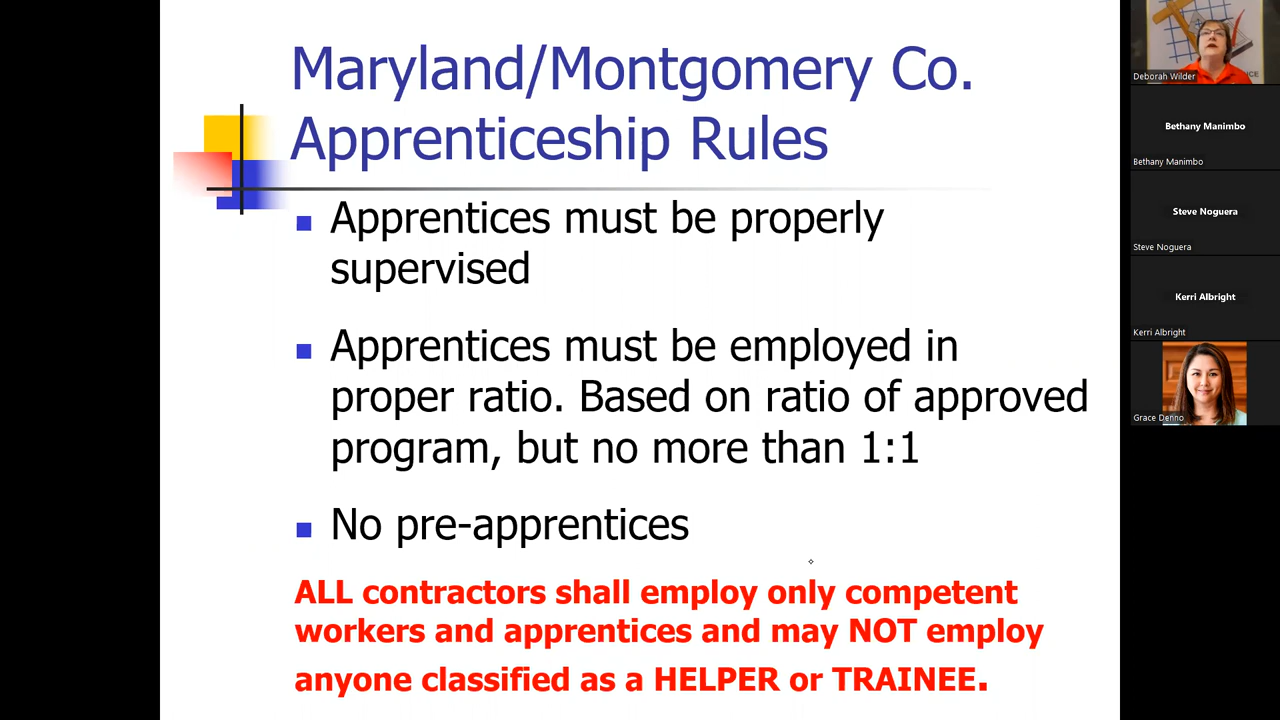 Maryland/Montgomery Co.
Apprenticeship Rules
Apprentices must be properly
supervised
Apprentices must be employed in
proper ratio. Based on ratio of approved
program, but no more than 1:1
No pre-apprentices
ALL contractors shall employ only competent
workers and apprentices and may NOT employ
anyone classified as a HELPER or TRAINEE.
Deborah Wilder
Bethany Manimbo
Bethany Manimbo
Steve Noguera
Steve Noguera
Kerri Albright
Kerri Albright
Grace Denno